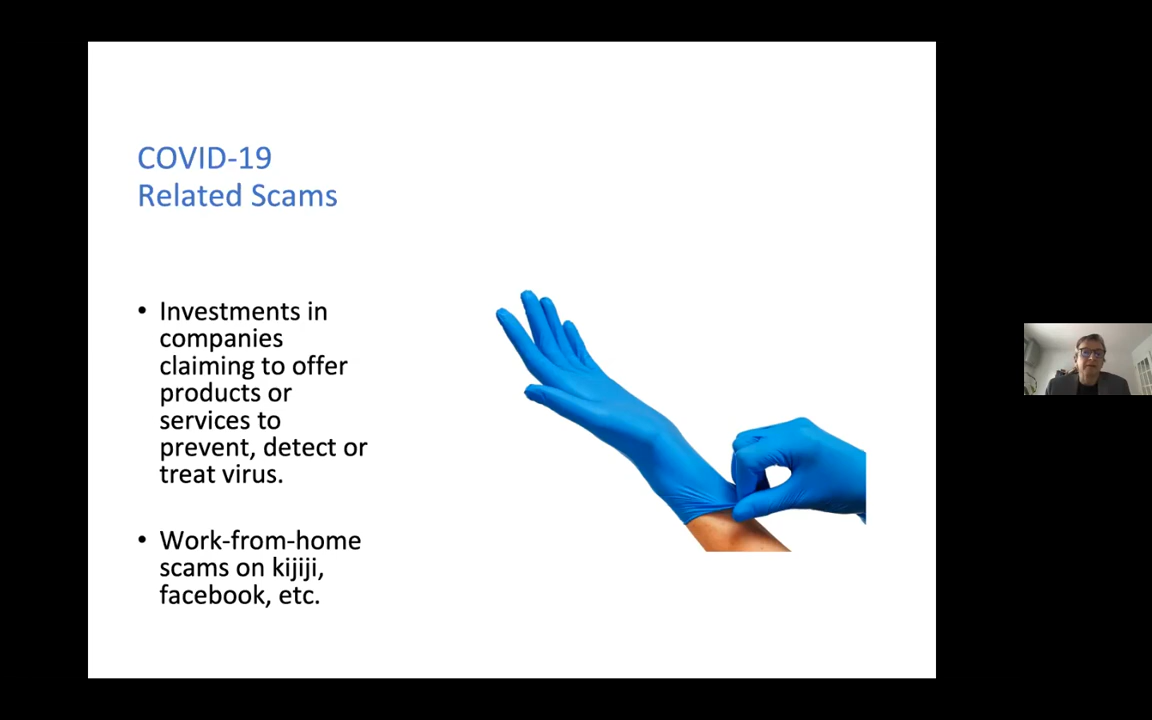 COVID-19
Related Scams
• Investments in
companies
claiming to offer
products or
services to
prevent, detect or
treat virus.
• Work-from-home
scams on kijiji,
facebook, etc.